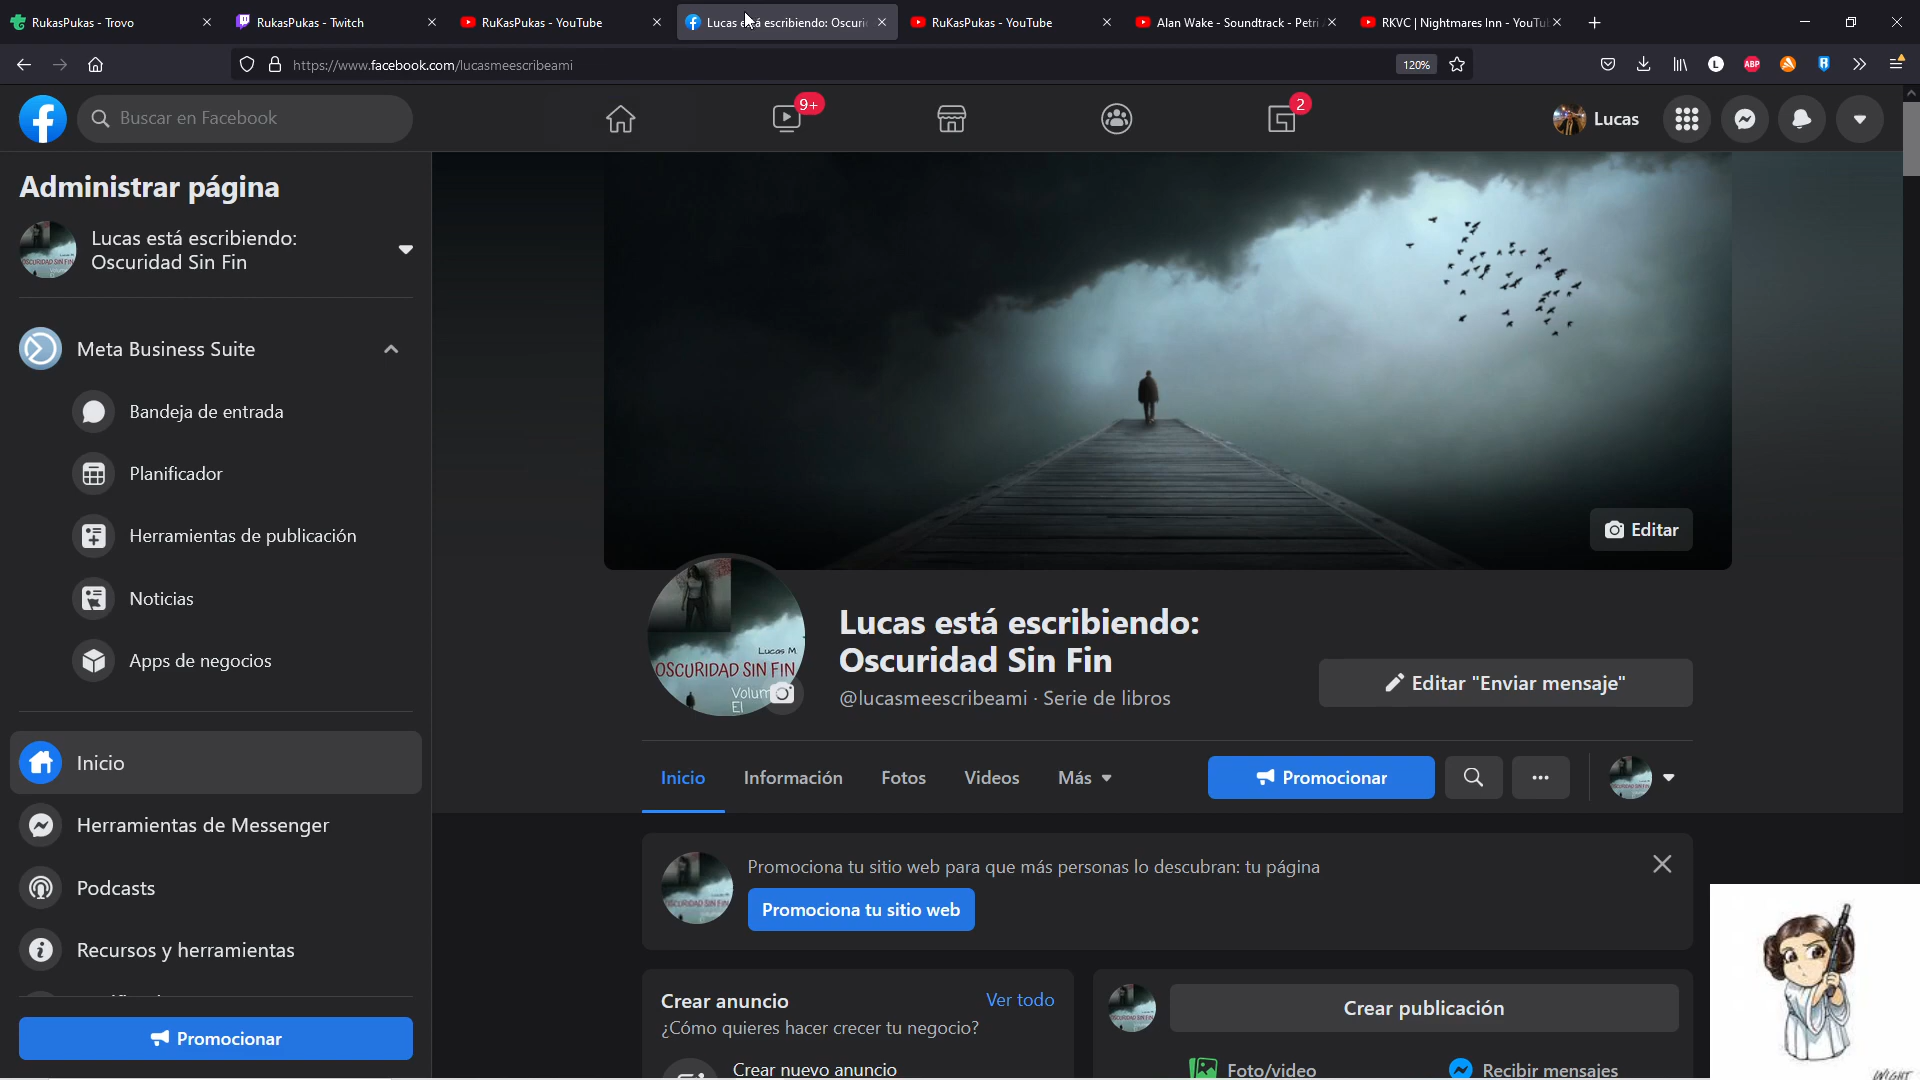 RukasPukas - Trovo
RukasPukas - Twitch
RuKasPukas - YouTube
Lucas está escribiendo: Oscuri
RuKasPukas - YouTube
Alan Wake - Soundtrack - Petri
RKVC | Nightmares Inn - YouTu
https://www.facebook.com/lucasmeescribeami
120%
L
ABP
Buscar en Facebook
9+
2
Lucas
Administrar página
Lucas está escribiendo:
Oscuridad Sin Fin
Meta Business Suite
Bandeja de entrada
Planificador
Herramientas de publicación
Noticias
Apps de negocios
Inicio
Herramientas de Messenger
Podcasts
Recursos y herramientas
Promocionar
Editar
Lucas M
OSCURIDAD SIN FIN
Volum
El
Lucas está escribiendo:
Oscuridad Sin Fin
@lucasmeescribeami · Serie de libros
Editar "Enviar mensaje"
Inicio
Información
Fotos
Videos
Más
Promocionar
Promociona tu sitio web para que más personas lo descubran: tu página
Promociona tu sitio web
Crear anuncio
Ver todo
¿Cómo quieres hacer crecer tu negocio?
Crear nuevo anuncio
Crear publicación
Foto/video
Recibir mensajes
WIGHT